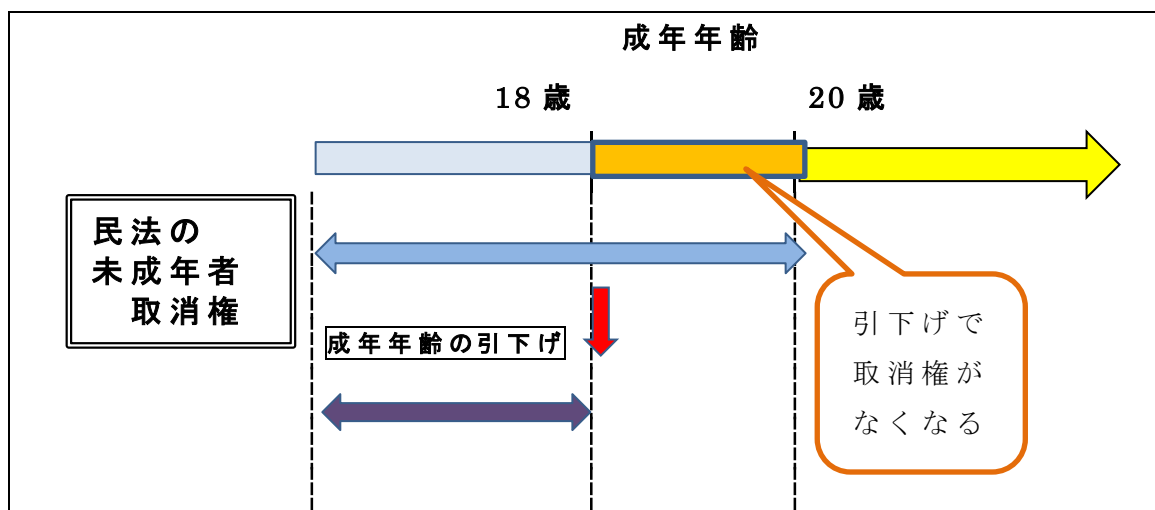 成年年齢
18歳
20歳
民法の
未成年者
取消権
成年年齢の引下げ
引下げで
取消権が
なくなる